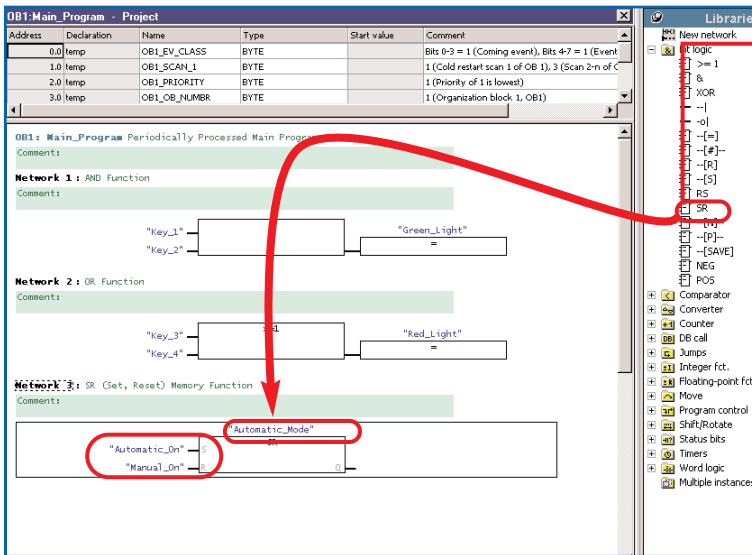 OB1:Main_Program - Project
Address Declaration Name Type Start value Comment
0.0 temp OB1_EV_CLASS BYTE Bits 0-3 = 1 (Coming event), Bits 4-7 = 1 (Event
1.0 temp OB1_SCAN_1 BYTE 1 (Cold restart scan 1 of OB 1), 3 (Scan 2-n of
2.0 temp OB1_PRIORITY BYTE 1 (Priority of 1 is lowest)
3.0 temp OB1_OB_NUMBR BYTE 1 (Organization block 1, OB1)
OB1: Main_Program Periodically Processed Main Program
Comment:
Network 1 : AND Function
Comment:
"Key_1"
"Key_2"
"Green_Light"
=
Network 2 : OR Function
Comment:
"Key_3"
"Key_4"
"Red_Light"
=
Network 3: SR (Set, Reset) Memory Function
Comment:
"Automatic_Mode"
SR
"Automatic_On" S
"Manual_On" R Q
Librarie
New network
Bit logic
>= 1
&
XOR
--|
-o|
--[=]
--[#]--
--[R]
--[S]
RS
SR
--[N]--
--[P]--
--[SAVE]
NEG
POS
Comparator
Converter
Counter
DB call
Jumps
Integer fct.
Floating-point fct
Move
Program control
Shift/Rotate
Status bits
Timers
Word logic
Multiple instances